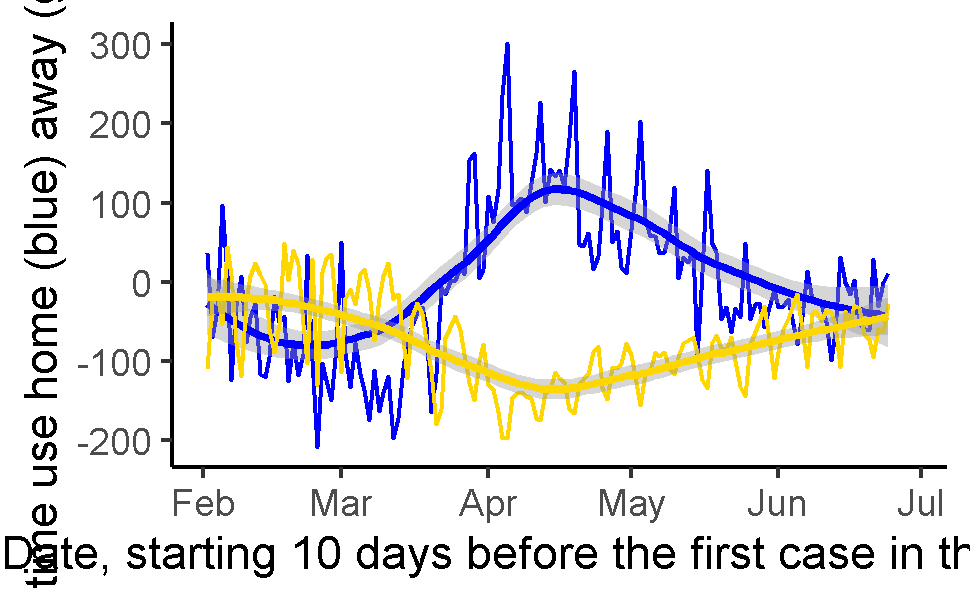 time use home (blue) away (
300
200
100
0
-100
-200
Feb Mar Apr May Jun Jul
Date, starting 10 days before the first case in th